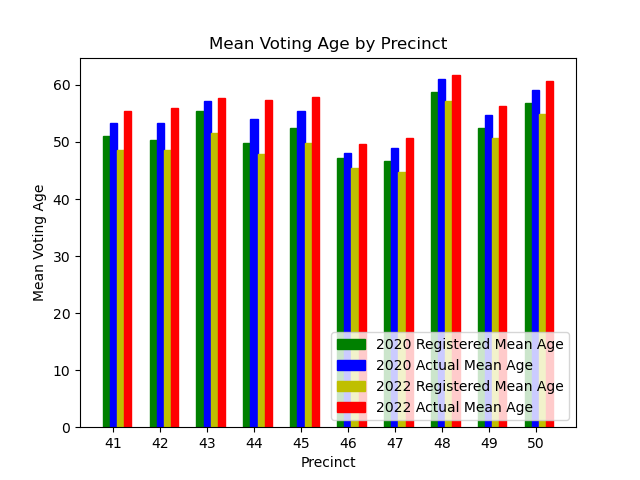 Mean Voting Age by Precinct
Mean Voting Age
60
50
40
30
20
10
0
2020 Registered Mean Age
2020 Actual Mean Age
2022 Registered Mean Age
2022 Actual Mean Age
41 42 43 44 45 46 47 48 49 50
Precinct